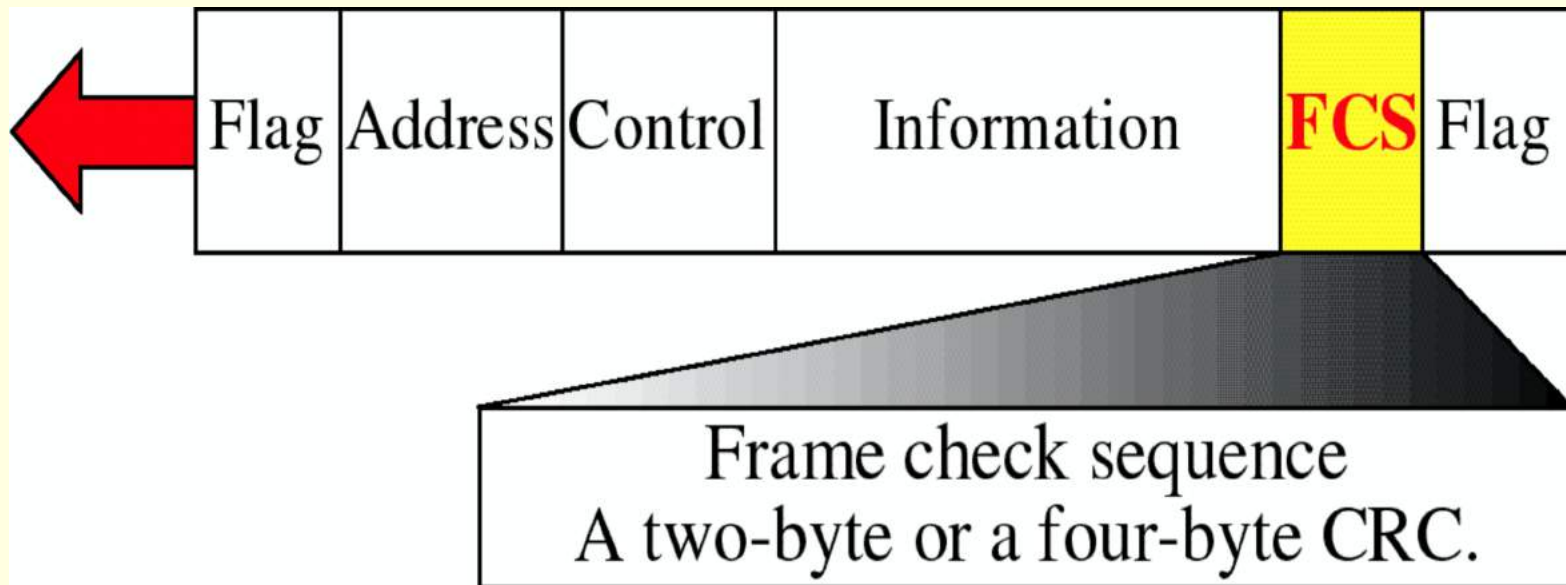 Flag Address Control Information FCS Flag
Frame check sequence
A two-byte or a four-byte CRC.